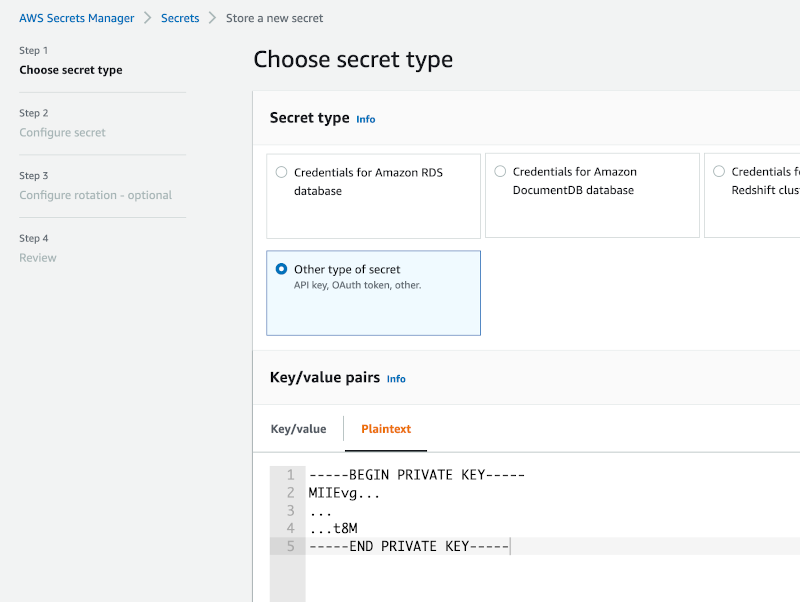 AWS Secrets Manager > Secrets > Store a new secret
Step 1
Choose secret type
Step 2
Configure secret
Step 3
Configure rotation - optional
Step 4
Review
Choose secret type
Secret type Info
Credentials for Amazon RDS
database
Credentials for Amazon
DocumentDB database
Credentials f
Redshift clus
Other type of secret
API key, OAuth token, other.
Key/value pairs Info
Key/value Plaintext
1 -----BEGIN PRIVATE KEY-----
2 MIIEvg...
3 ...
4 ...t8M
5 -----END PRIVATE KEY-----